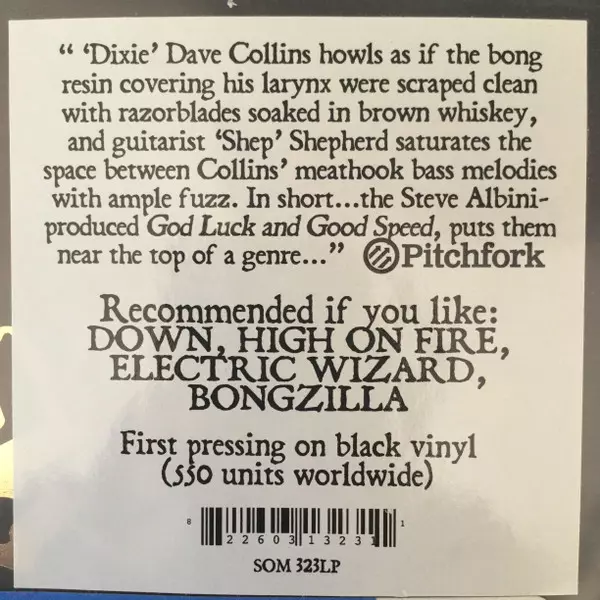 “ ‘Dixie’ Dave Collins howls as if the bong
resin covering his larynx were scraped clean
with razorblades soaked in brown whiskey,
and guitarist ‘Shep’ Shepherd saturates the
space between Collins’ meathook bass melodies
with ample fuzz. In short...the Steve Albini-
produced God Luck and Good Speed, puts them
near the top of a genre...” Pitchfork
Recommended if you like:
DOWN, HIGH ON FIRE,
ELECTRIC WIZARD,
BONGZILLA
First pressing on black vinyl
(550 units worldwide)
8 22603 13231 1
SOM 323LP